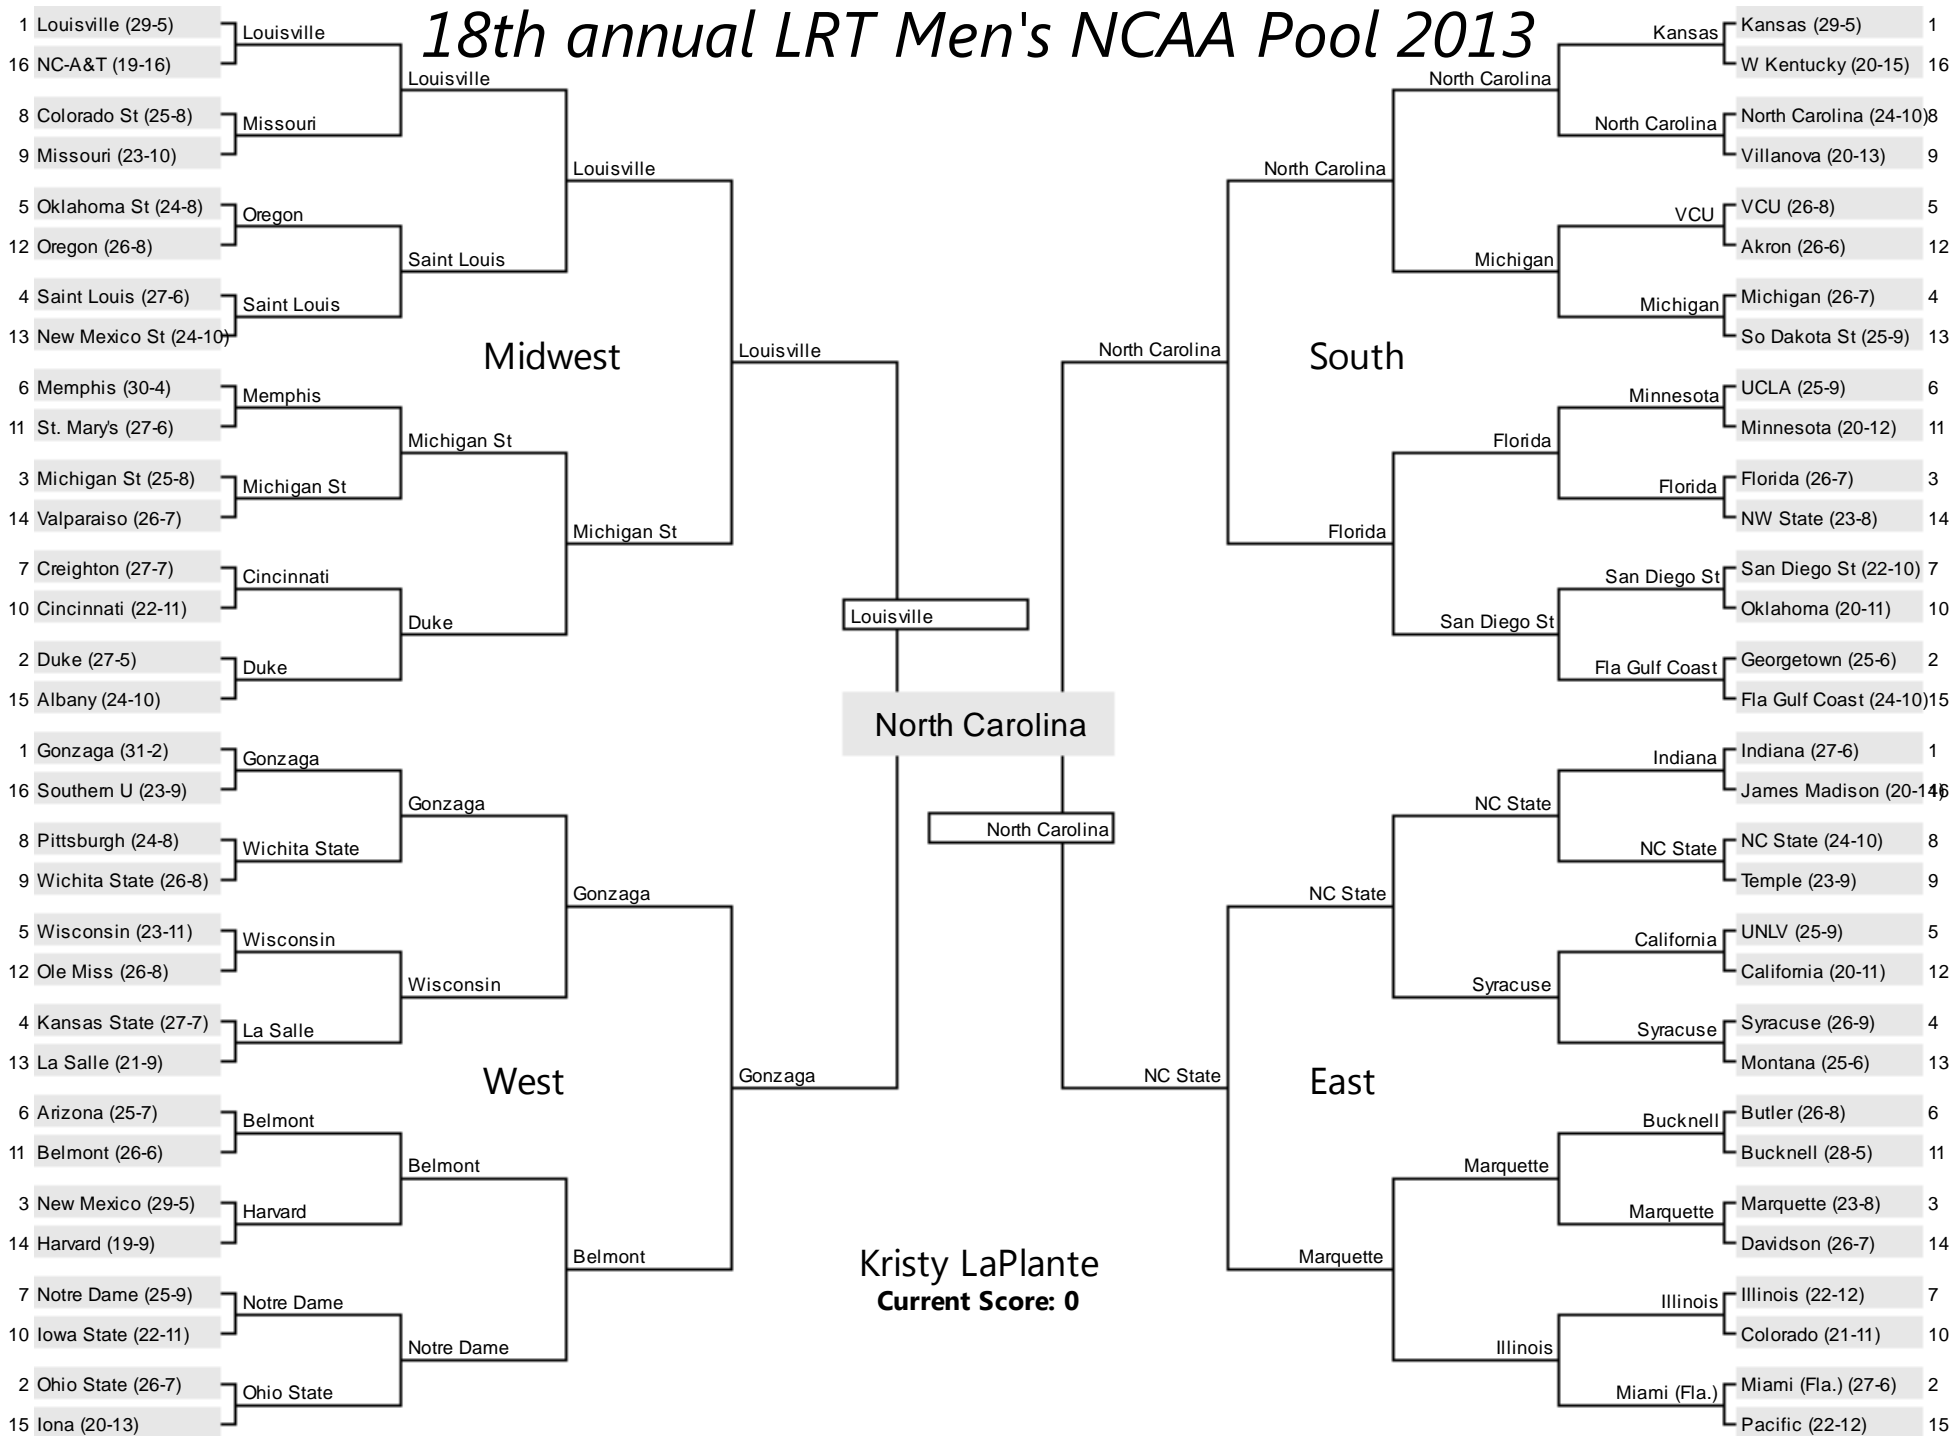 18th annual LRT Men's NCAA Pool 2013
1 Louisville (29-5)
16 NC-A&T (19-16)
8 Colorado St (25-8)
9 Missouri (23-10)
5 Oklahoma St (24-8)
12 Oregon (26-8)
4 Saint Louis (27-6)
13 New Mexico St (24-10)
6 Memphis (30-4)
11 St. Mary's (27-6)
3 Michigan St (25-8)
14 Valparaiso (26-7)
7 Creighton (27-7)
10 Cincinnati (22-11)
2 Duke (27-5)
15 Albany (24-10)
Louisville
Missouri
Oregon
Saint Louis
Memphis
Michigan St
Cincinnati
Duke
Louisville
Saint Louis
Michigan St
Duke
Louisville
Michigan St
Louisville
Midwest
1 Gonzaga (31-2)
16 Southern U (23-9)
8 Pittsburgh (24-8)
9 Wichita State (26-8)
5 Wisconsin (23-11)
12 Ole Miss (26-8)
4 Kansas State (27-7)
13 La Salle (21-9)
6 Arizona (25-7)
11 Belmont (26-6)
3 New Mexico (29-5)
14 Harvard (19-9)
7 Notre Dame (25-9)
10 Iowa State (22-11)
2 Ohio State (26-7)
15 Iona (20-13)
Gonzaga
Wichita State
Wisconsin
La Salle
Belmont
Harvard
Notre Dame
Ohio State
Gonzaga
Wisconsin
Belmont
Notre Dame
Gonzaga
Belmont
Gonzaga
West
Louisville
North Carolina
North Carolina
Kristy LaPlante
Current Score: 0
Kansas (29-5) 1
W Kentucky (20-15) 16
North Carolina (24-10) 8
Villanova (20-13) 9
VCU (26-8) 5
Akron (26-6) 12
Michigan (26-7) 4
So Dakota St (25-9) 13
UCLA (25-9) 6
Minnesota (20-12) 11
Florida (26-7) 3
NW State (23-8) 14
San Diego St (22-10) 7
Oklahoma (20-11) 10
Georgetown (25-6) 2
Fla Gulf Coast (24-10) 15
Kansas
North Carolina
VCU
Michigan
Minnesota
Florida
San Diego St
Fla Gulf Coast
North Carolina
Michigan
Florida
San Diego St
North Carolina
Florida
North Carolina
South
Indiana (27-6) 1
James Madison (20-14) 16
NC State (24-10) 8
Temple (23-9) 9
UNLV (25-9) 5
California (20-11) 12
Syracuse (26-9) 4
Montana (25-6) 13
Butler (26-8) 6
Bucknell (28-5) 11
Marquette (23-8) 3
Davidson (26-7) 14
Illinois (22-12) 7
Colorado (21-11) 10
Miami (Fla.) (27-6) 2
Pacific (22-12) 15
Indiana
NC State
California
Syracuse
Bucknell
Marquette
Illinois
Miami (Fla.)
NC State
Syracuse
Marquette
Illinois
NC State
Marquette
NC State
East